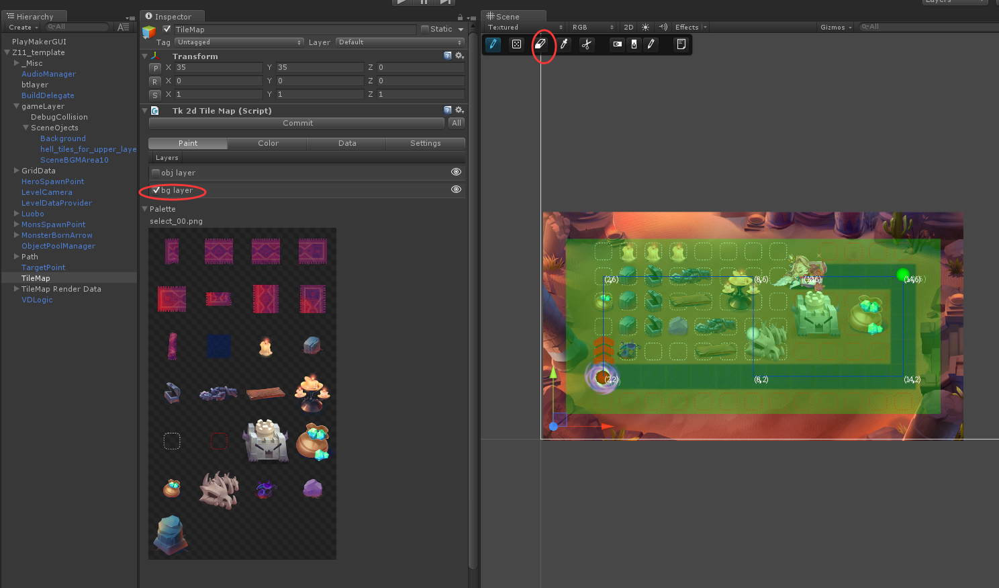 Hierarchy
Create
All
PlayMakerGUI
Z11_template
_Misc
AudioManager
btlayer
BuildDelegate
gameLayer
DebugCollision
SceneOjects
Background
hell_tiles_for_upper_laye
SceneBGMArea10
GridData
HeroSpawnPoint
LevelCamera
LevelDataProvider
Luobo
MonsSpawnPoint
MonsterBornArrow
ObjectPoolManager
Path
TargetPoint
TileMap
TileMap Render Data
VDLogic
Inspector
TileMap
Static
Tag Untagged Layer Default
Transform
P X 35 Y 35 Z 0
R X 0 Y 0 Z 0
S X 1 Y 1 Z 1
Tk 2d Tile Map (Script)
Commit All
Paint Color Data Settings
Layers
obj layer
bg layer
Palette
select_00.png
Layers
Scene
Textured RGB 2D Effects Gizmos All
(2,6) (8,6) (10,6) (14,6)
(2,2) (8,2) (14,2)